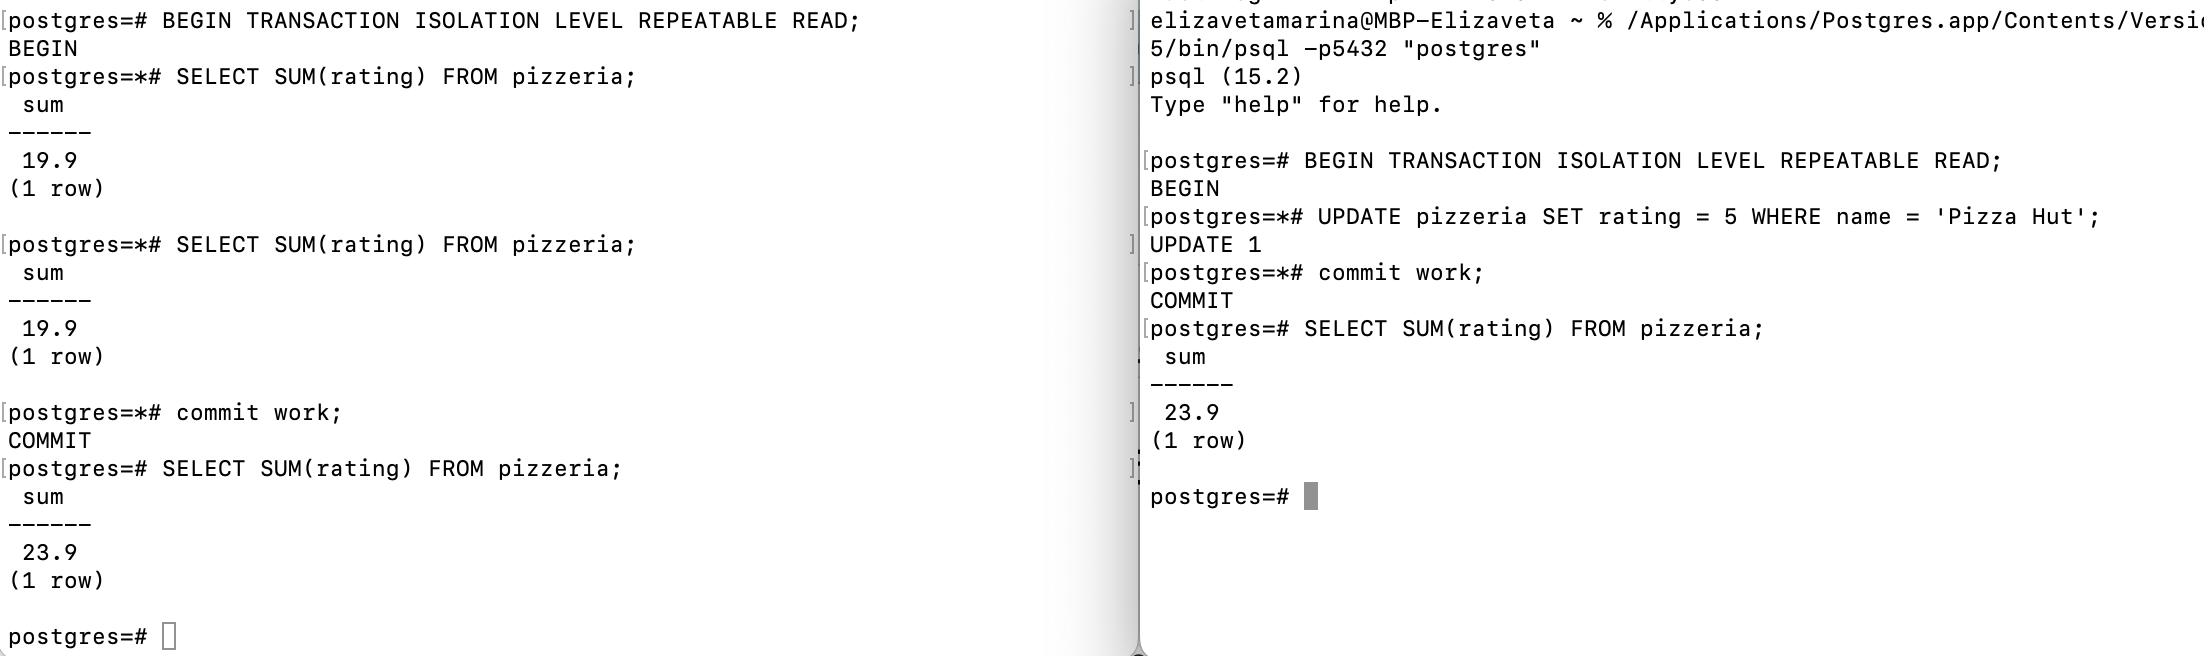 postgres=# BEGIN TRANSACTION ISOLATION LEVEL REPEATABLE READ;
BEGIN
postgres=*# SELECT SUM(rating) FROM pizzeria;
sum
------
19.9
(1 row)
postgres=*# SELECT SUM(rating) FROM pizzeria;
sum
------
19.9
(1 row)
postgres=*# commit work;
COMMIT
postgres=# SELECT SUM(rating) FROM pizzeria;
sum
------
23.9
(1 row)
postgres=#
elizavetamarina@MBP-Elizaveta ~ % /Applications/Postgres.app/Contents/Versi
5/bin/psql -p5432 "postgres"
psql (15.2)
Type "help" for help.
postgres=# BEGIN TRANSACTION ISOLATION LEVEL REPEATABLE READ;
BEGIN
postgres=*# UPDATE pizzeria SET rating = 5 WHERE name = 'Pizza Hut';
UPDATE 1
postgres=*# commit work;
COMMIT
postgres=# SELECT SUM(rating) FROM pizzeria;
sum
------
23.9
(1 row)
postgres=#